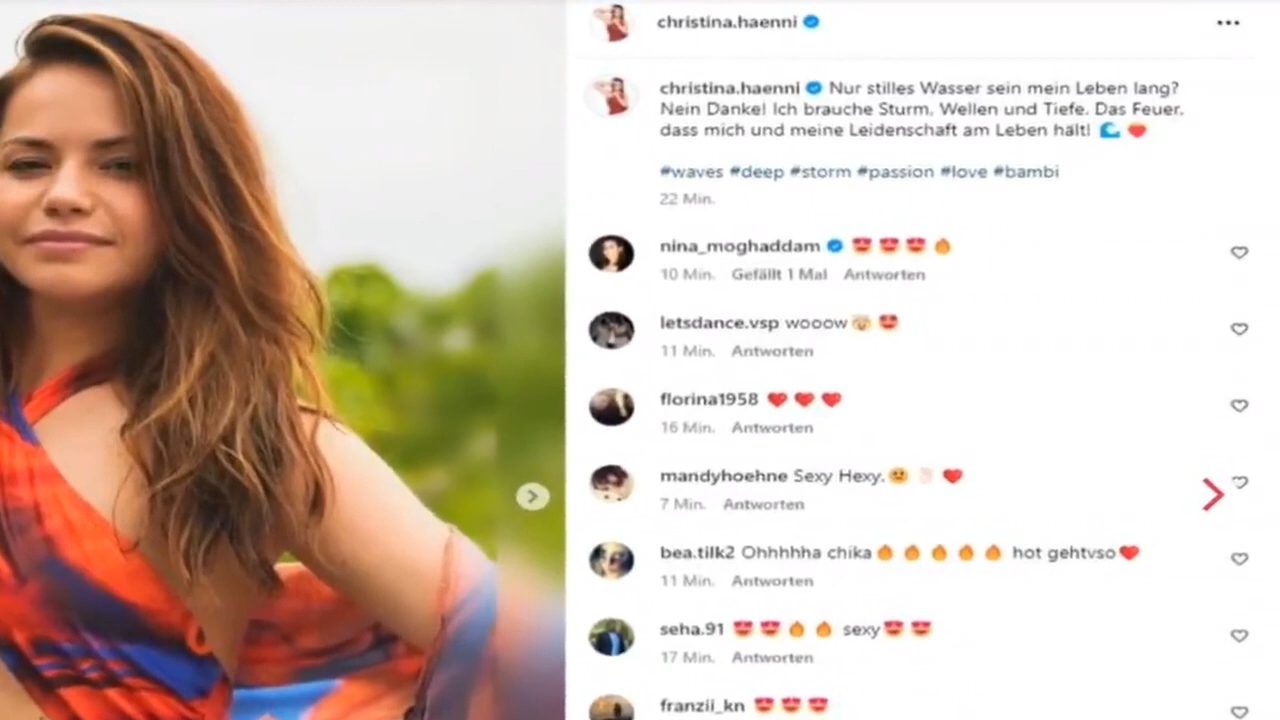 christina.haenni
christina.haenni Nur stilles Wasser sein mein Leben lang?
Nein Danke! Ich brauche Sturm, Wellen und Tiefe. Das Feuer,
dass mich und meine Leidenschaft am Leben hält! 🌊❤️
#waves #deep #storm #passion #love #bambi
22 Min.
nina_moghaddam 😍😍😍🔥
10 Min. Gefällt 1 Mal Antworten
letsdance.vsp wooow🤯😍
11 Min. Antworten
florina1958 ❤️❤️❤️
16 Min. Antworten
mandyhoehne Sexy Hexy. ❤️
7 Min. Antworten
bea.tilk2 Ohhhhha chika🔥🔥🔥🔥🔥 hot gehtvso❤️
11 Min. Antworten
seha.91 😍😍🔥🔥 sexy😍😍
17 Min. Antworten
franzii_kn 😍😍😍